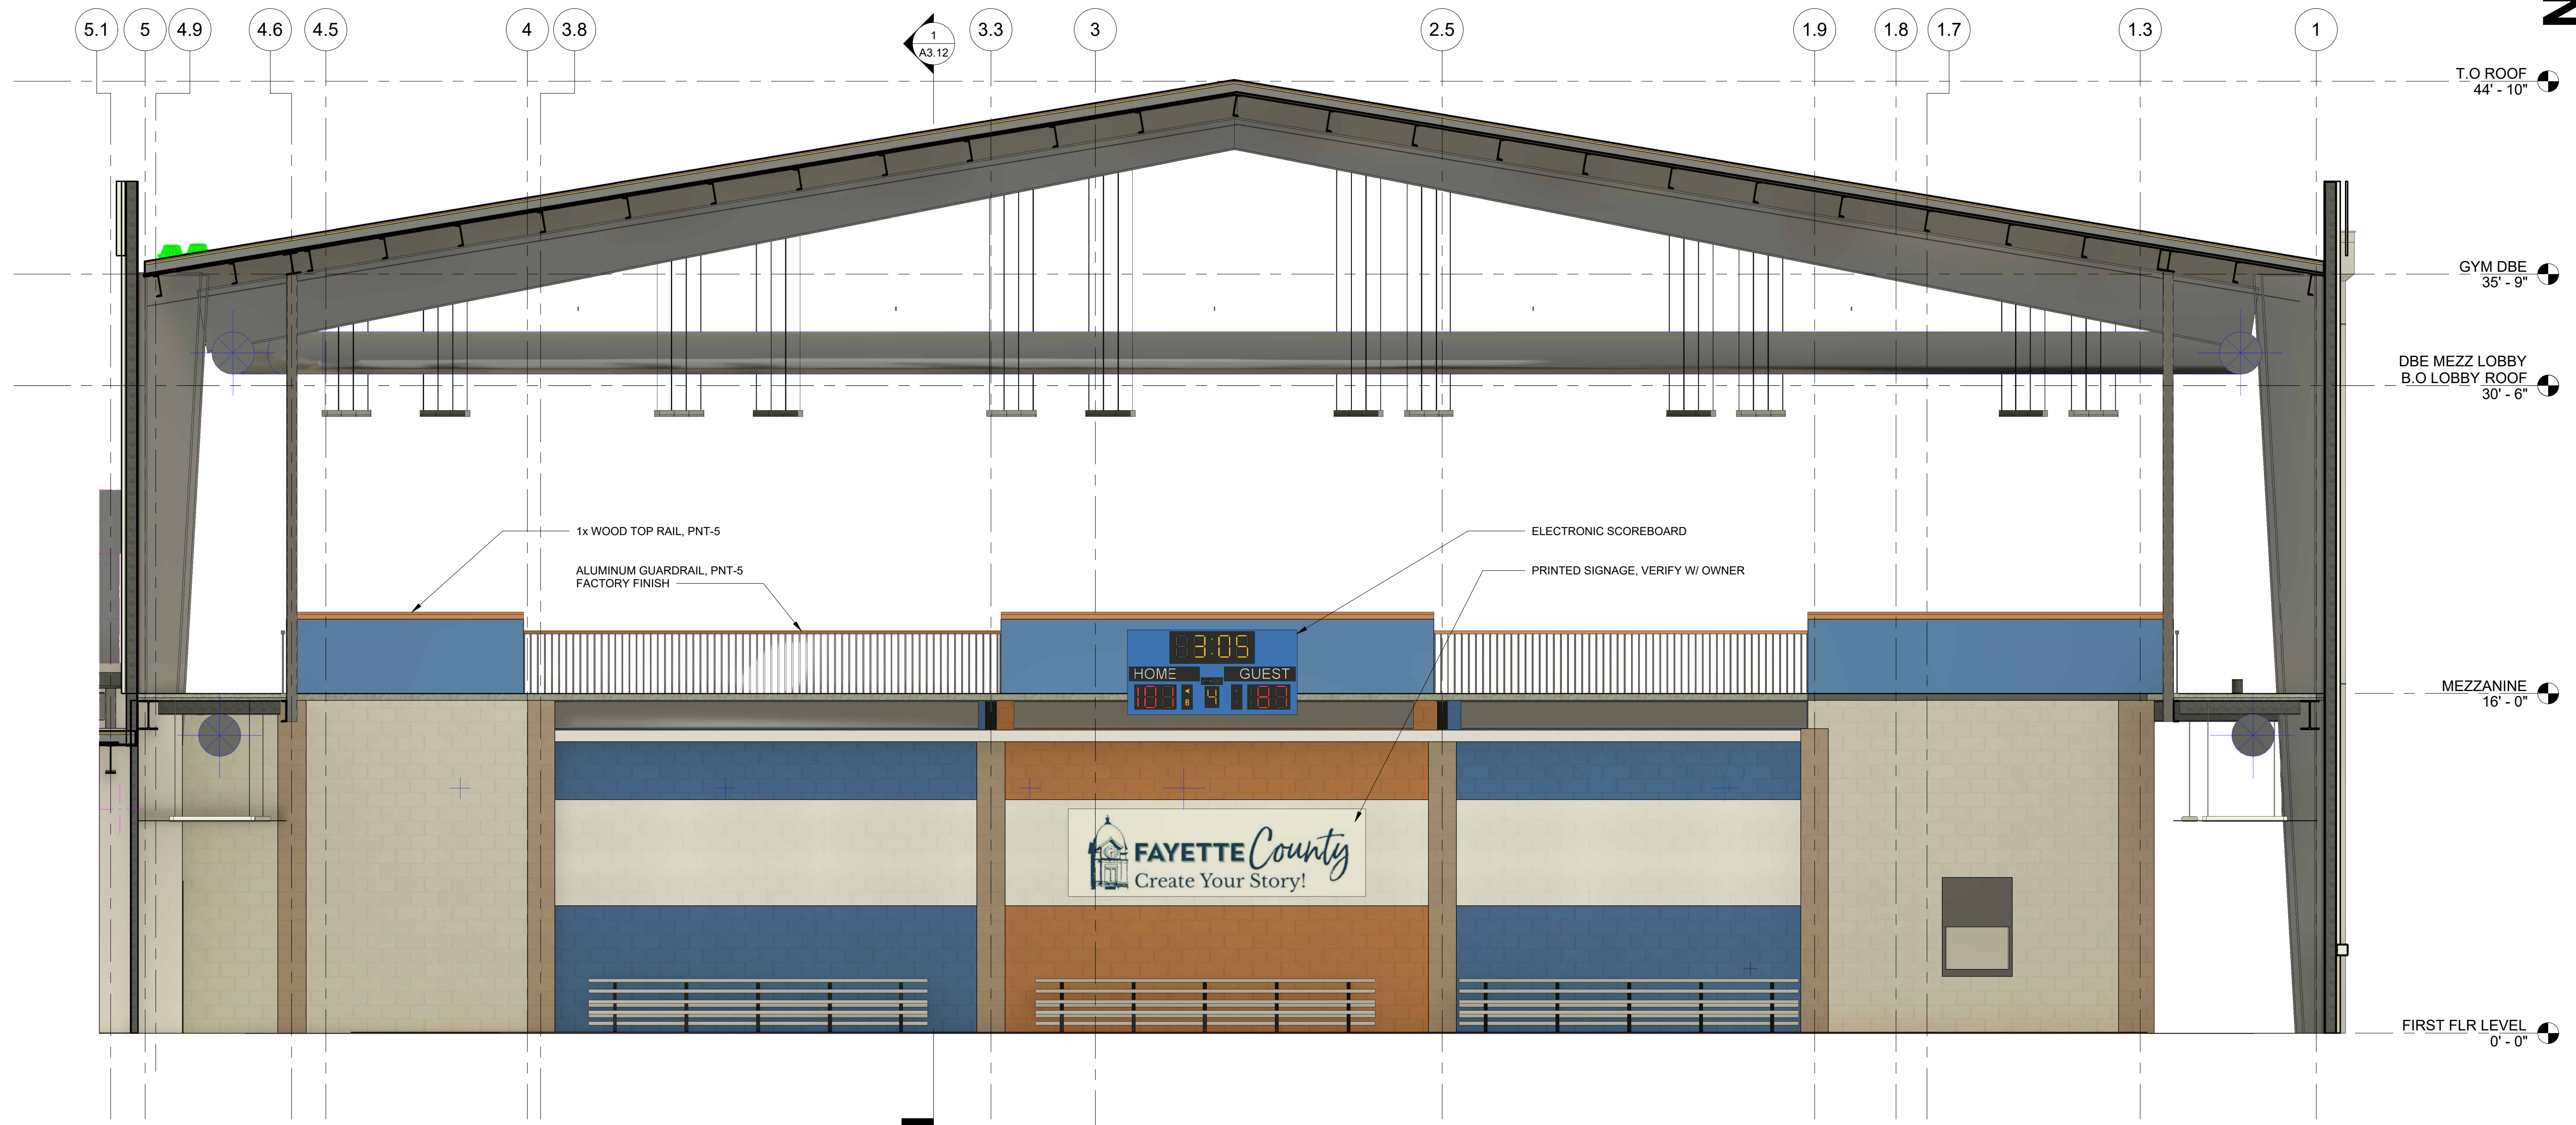 5.1 5 4.9 4.6 4.5 4 3.8 3.3 3 2.5 1.9 1.8 1.7 1.3 1
1
A3.12
T.O ROOF
44' - 10"
GYM DBE
35' - 9"
DBE MEZZ LOBBY
B.O LOBBY ROOF
30' - 6"
1x WOOD TOP RAIL, PNT-5
ELECTRONIC SCOREBOARD
ALUMINUM GUARDRAIL, PNT-5
FACTORY FINISH
PRINTED SIGNAGE, VERIFY W/ OWNER
3:05
HOME GUEST
101 B 4 87
MEZZANINE
16' - 0"
FAYETTE County
Create Your Story!
FIRST FLR LEVEL
0' - 0"